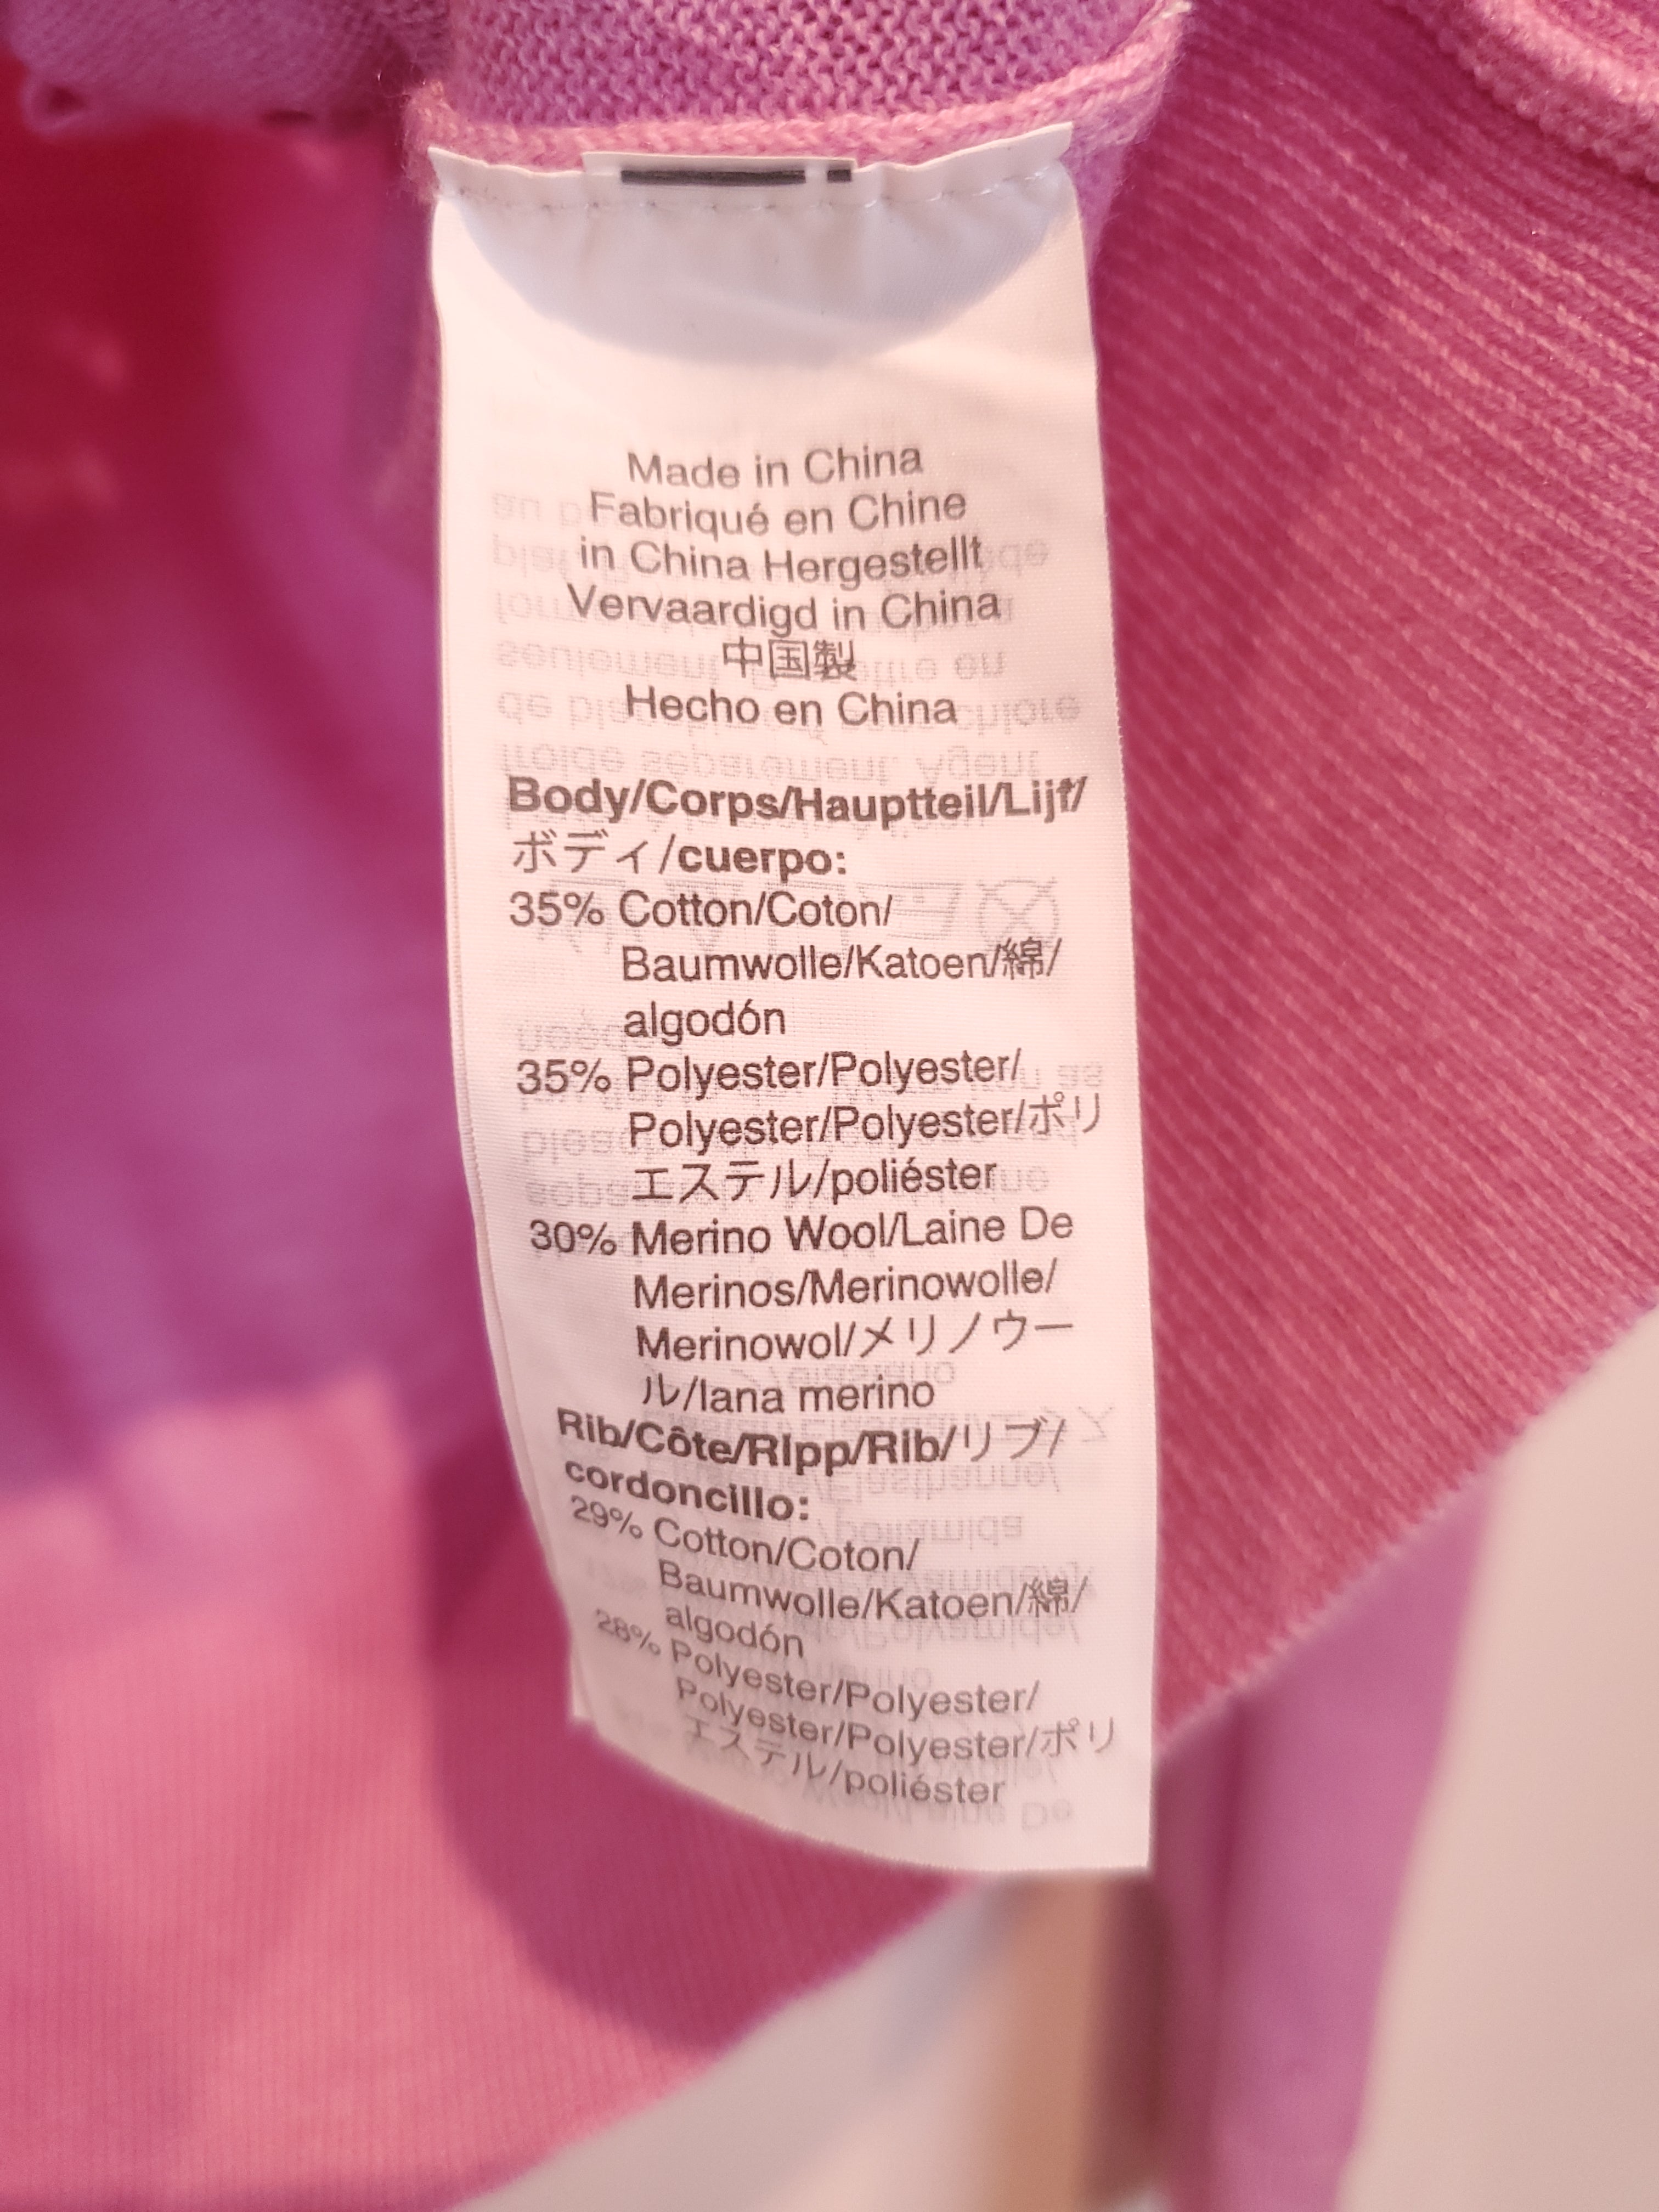 Made in China
Fabriqué en Chine
in China Hergestellt
Vervaardigd in China
中国製
Hecho en China
Body/Corps/Hauptteil/Lijf/
ボディ/cuerpo:
35% Cotton/Coton/
Baumwolle/Katoen/綿/
algodón
35% Polyester/Polyester/
Polyester/Polyester/ポリ
エステル/poliéster
30% Merino Wool/Laine De
Merinos/Merinowolle/
Merinowol/メリノウー
ル/lana merino
Rib/Côte/RIpp/Rib/リブ/
cordoncillo:
29% Cotton/Coton/
Baumwolle/Katoen/綿/
algodón
28% Polyester/Polyester/
Polyester/Polyester/ポリ
エステル/poliéster